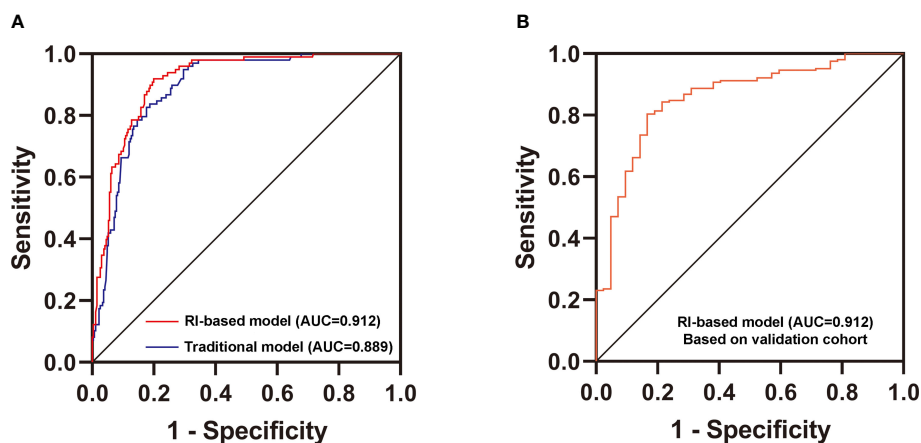 A
Sensitivity
1.0
0.8
0.6
0.4
0.2
0.0
RI-based model (AUC=0.912)
Traditional model (AUC=0.889)
0.0 0.2 0.4 0.6 0.8 1.0
1 - Specificity
B
Sensitivity
1.0
0.8
0.6
0.4
0.2
0.0
RI-based model (AUC=0.912)
Based on validation cohort
0.0 0.2 0.4 0.6 0.8 1.0
1 - Specificity